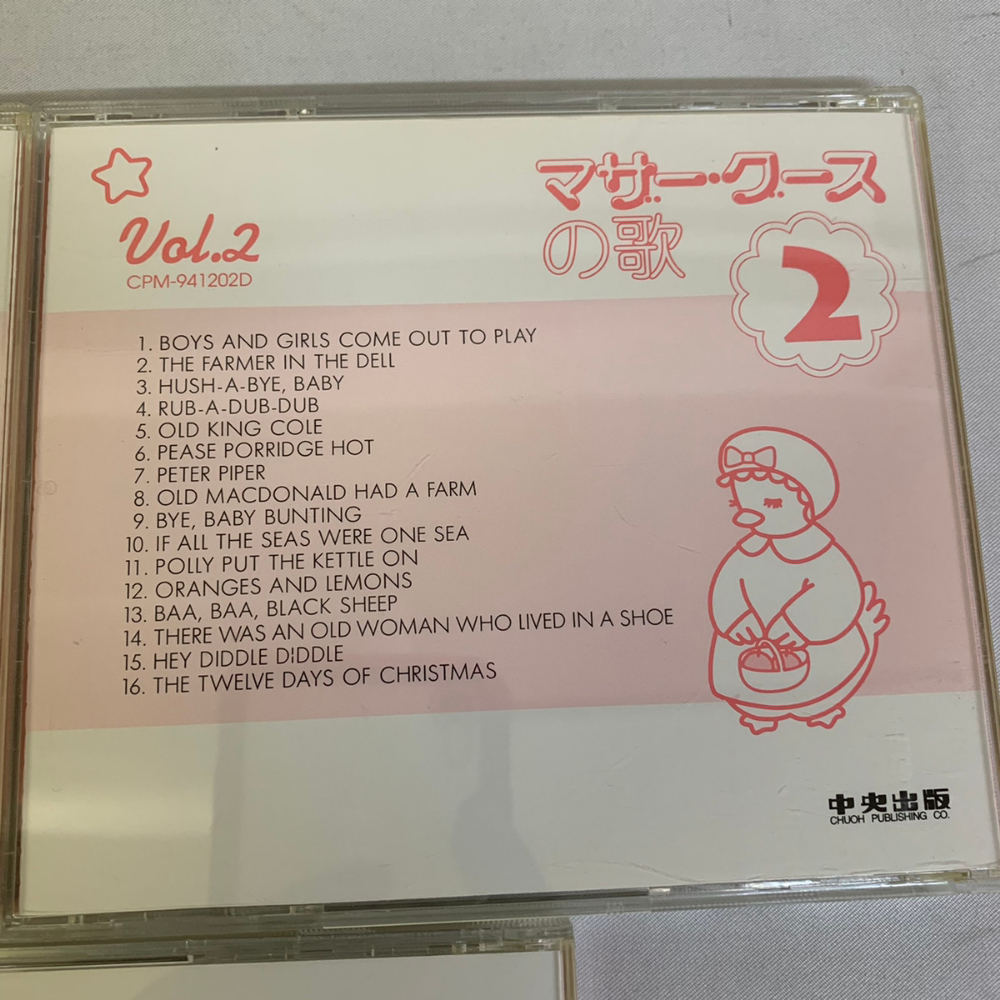 Vol.2
CPM-941202D
マザー・グース
の歌
2
1. BOYS AND GIRLS COME OUT TO PLAY
2. THE FARMER IN THE DELL
3. HUSH-A-BYE, BABY
4. RUB-A-DUB-DUB
5. OLD KING COLE
6. PEASE PORRIDGE HOT
7. PETER PIPER
8. OLD MACDONALD HAD A FARM
9. BYE, BABY BUNTING
10. IF ALL THE SEAS WERE ONE SEA
11. POLLY PUT THE KETTLE ON
12. ORANGES AND LEMONS
13. BAA, BAA, BLACK SHEEP
14. THERE WAS AN OLD WOMAN WHO LIVED IN A SHOE
15. HEY DIDDLE DIDDLE
16. THE TWELVE DAYS OF CHRISTMAS
中央出版
CHUOH PUBLISHING CO.